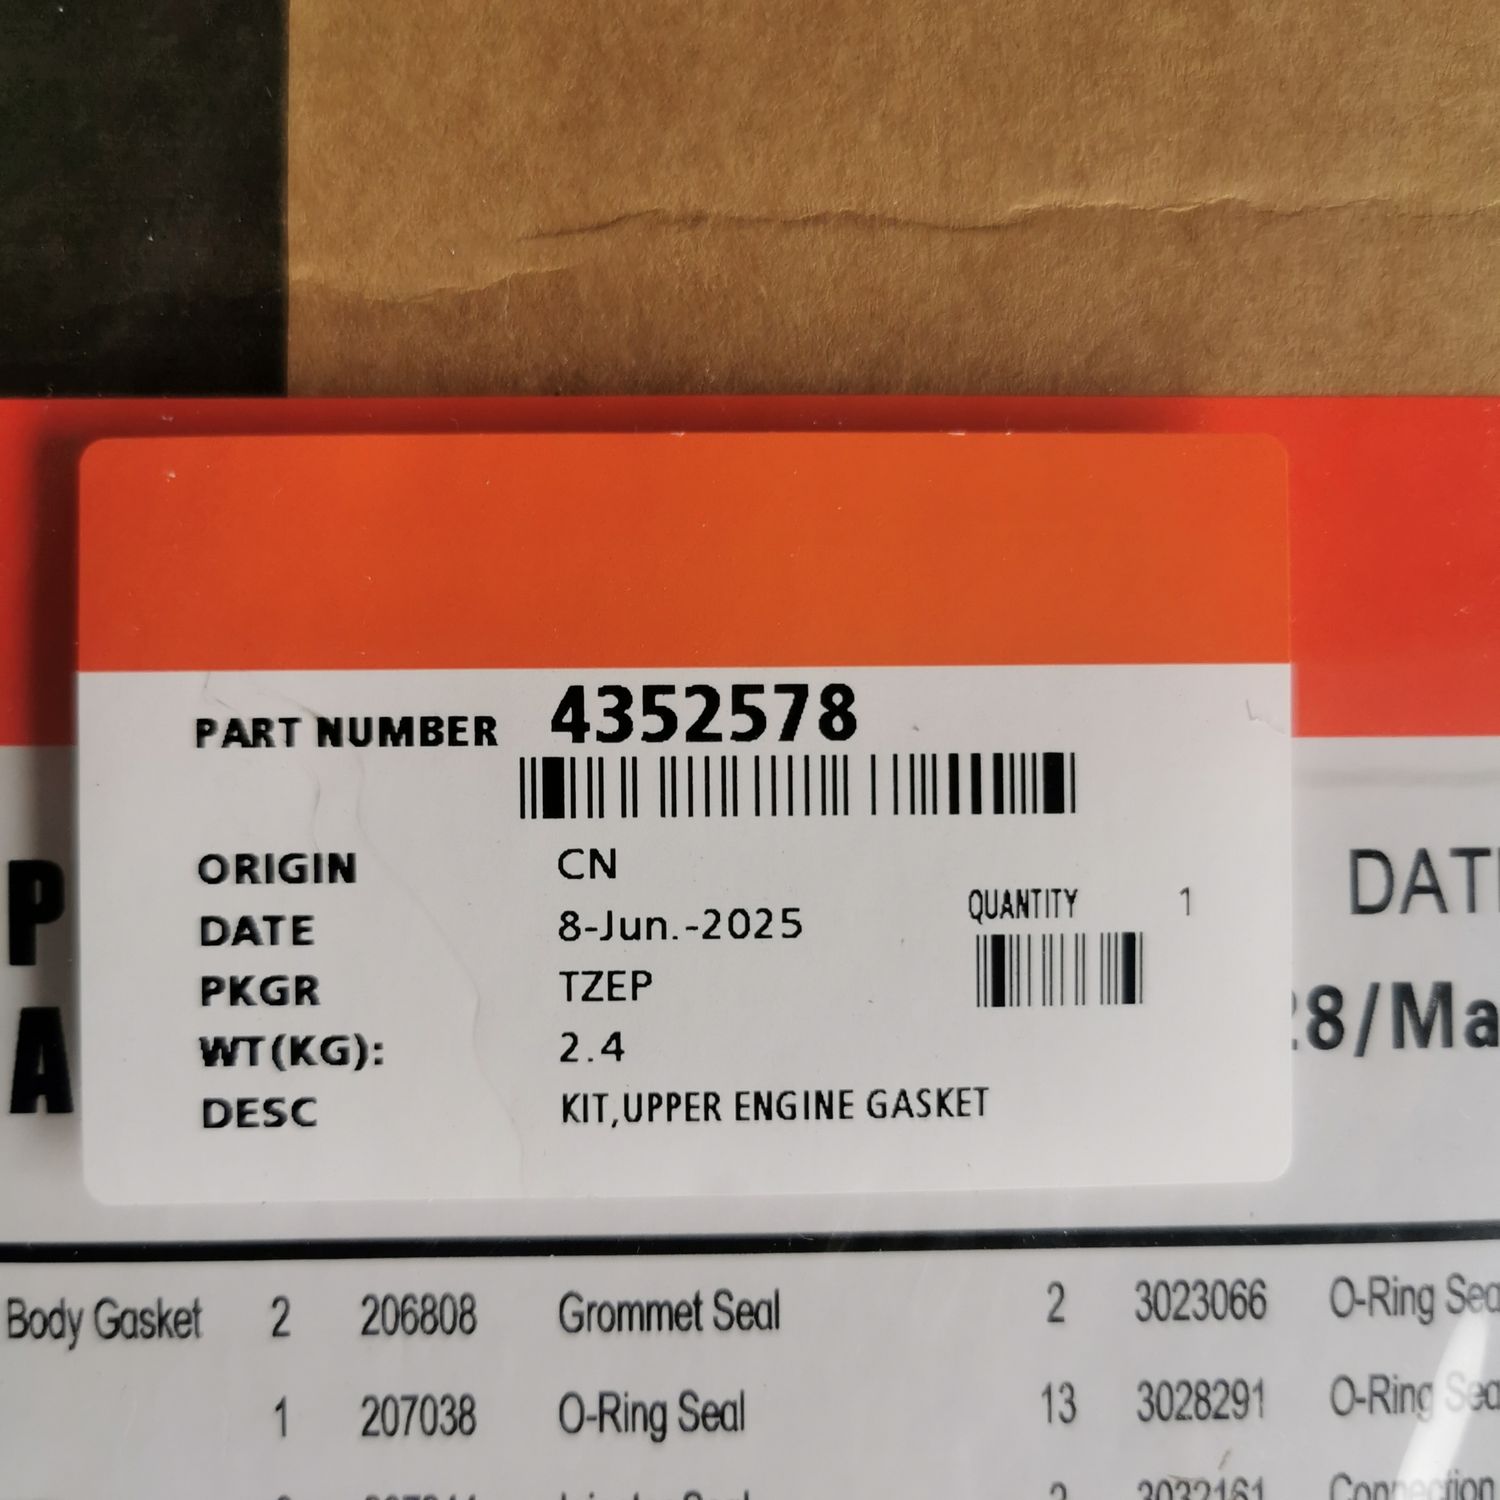 PART NUMBER 4352578
ORIGIN CN
DATE 8-Jun.-2025
QUANTITY 1
PKGR TZEP
WT(KG): 2.4
DESC KIT,UPPER ENGINE GASKET
P
A
DAT
8/Ma
Body Gasket 2 206808 Grommet Seal 2 3023066 O-Ring Sea
1 207038 O-Ring Seal 13 3028291 O-Ring Sea